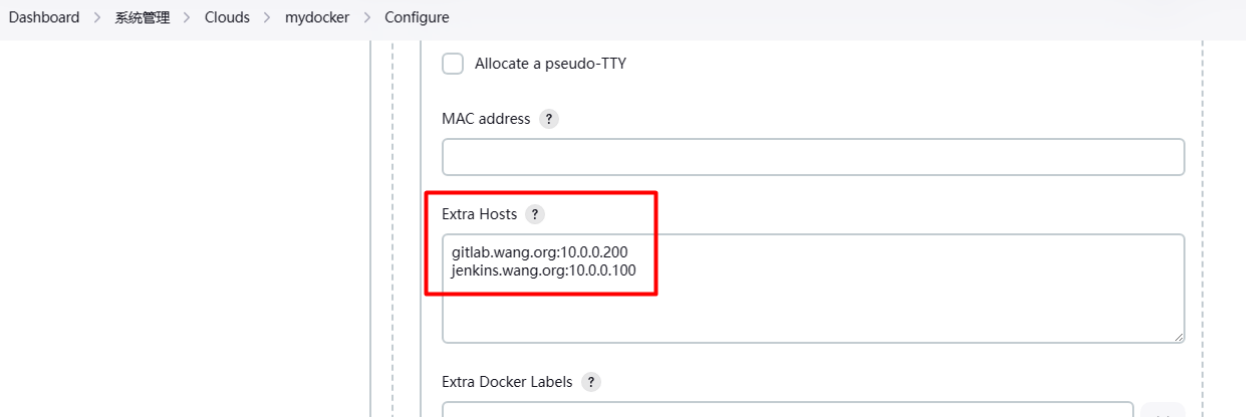 Dashboard > 系统管理 > Clouds > mydocker > Configure
Allocate a pseudo-TTY
MAC address ?
Extra Hosts ?
gitlab.wang.org:10.0.0.200
jenkins.wang.org:10.0.0.100
Extra Docker Labels ?